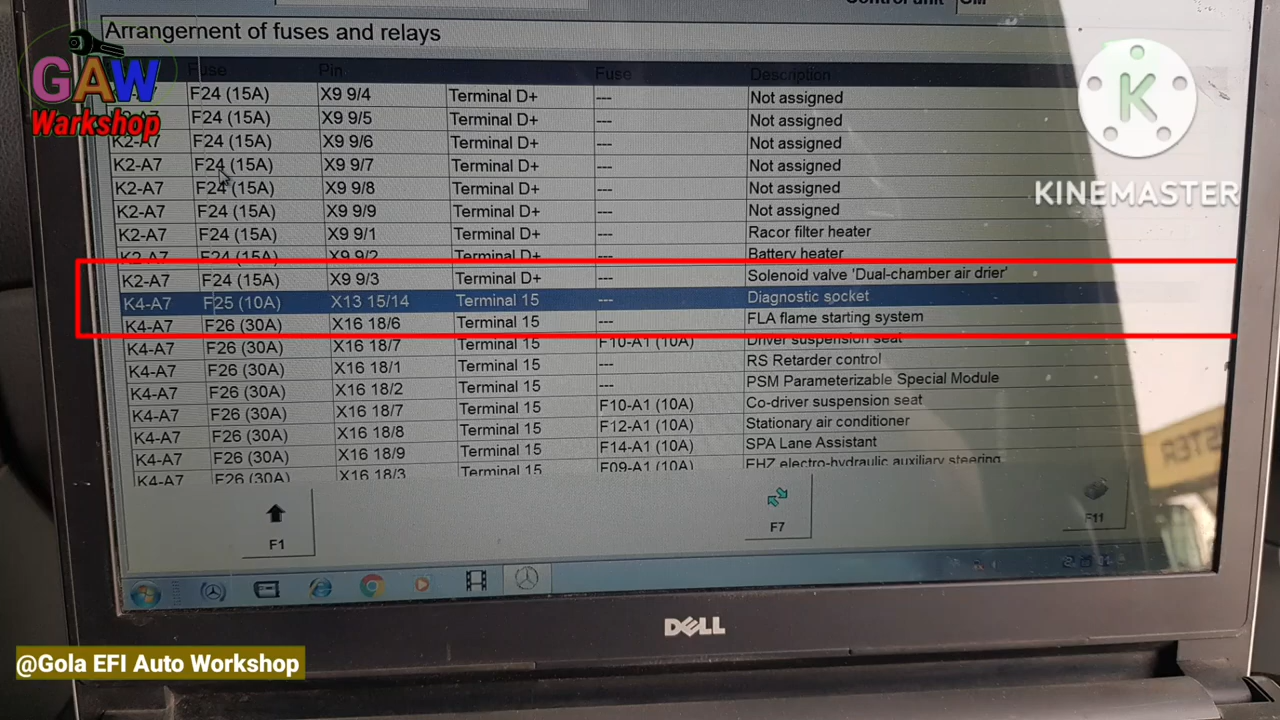 Control unit
Arrangement of fuses and relays
GAW
Warkshop
Fuse Pin Fuse Description
F24 (15A) X9 9/4 Terminal D+ --- Not assigned
F24 (15A) X9 9/5 Terminal D+ --- Not assigned
K2-A7 F24 (15A) X9 9/6 Terminal D+ --- Not assigned
K2-A7 F24 (15A) X9 9/7 Terminal D+ --- Not assigned
K2-A7 F24 (15A) X9 9/8 Terminal D+ --- Not assigned
K2-A7 F24 (15A) X9 9/9 Terminal D+ --- Not assigned
K2-A7 F24 (15A) X9 9/1 Terminal D+ --- Racor filter heater
K2-A7 F24 (15A) X9 9/2 Terminal D+ --- Battery heater
K2-A7 F24 (15A) X9 9/3 Terminal D+ --- Solenoid valve 'Dual-chamber air drier'
K4-A7 F25 (10A) X13 15/14 Terminal 15 --- Diagnostic socket
K4-A7 F26 (30A) X16 18/6 Terminal 15 --- FLA flame starting system
K4-A7 F26 (30A) X16 18/7 Terminal 15 F10-A1 (10A) Driver suspension seat
K4-A7 F26 (30A) X16 18/1 Terminal 15 --- RS Retarder control
K4-A7 F26 (30A) X16 18/2 Terminal 15 --- PSM Parameterizable Special Module
K4-A7 F26 (30A) X16 18/7 Terminal 15 F10-A1 (10A) Co-driver suspension seat
K4-A7 F26 (30A) X16 18/8 Terminal 15 F12-A1 (10A) Stationary air conditioner
K4-A7 F26 (30A) X16 18/9 Terminal 15 F14-A1 (10A) SPA Lane Assistant
K4-A7 F26 (30A) X16 18/3 Terminal 15 F09-A1 (10A) EHZ electro-hydraulic auxiliary steering
F1
F7
F11
DELL
K
KINEMASTER
@Gola EFI Auto Workshop